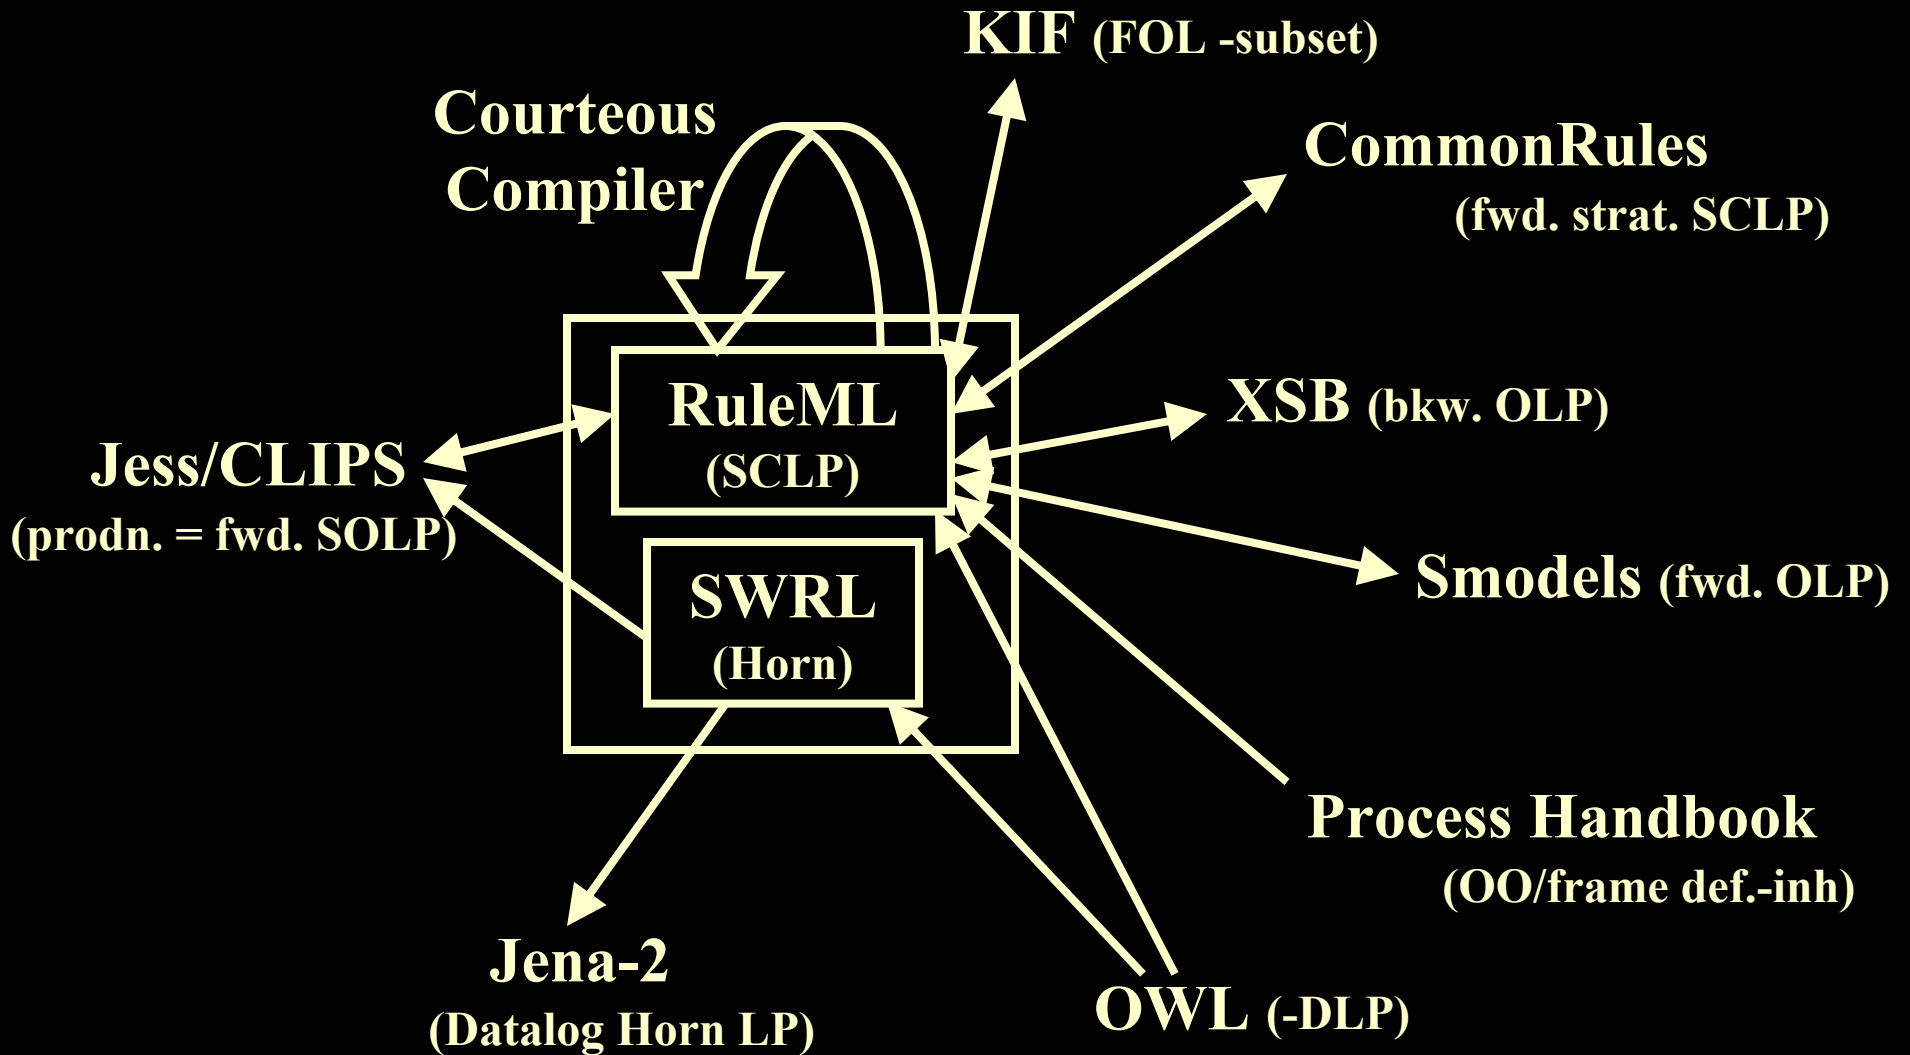 KIF (FOL -subset)
Courteous
Compiler
CommonRules
(fwd. strat. SCLP)
RuleML
(SCLP)
XSB (bkw. OLP)
Jess/CLIPS
(prodn. = fwd. SOLP)
SWRL
(Horn)
Smodels (fwd. OLP)
Process Handbook
(OO/frame def.-inh)
Jena-2
(Datalog Horn LP)
OWL (-DLP)